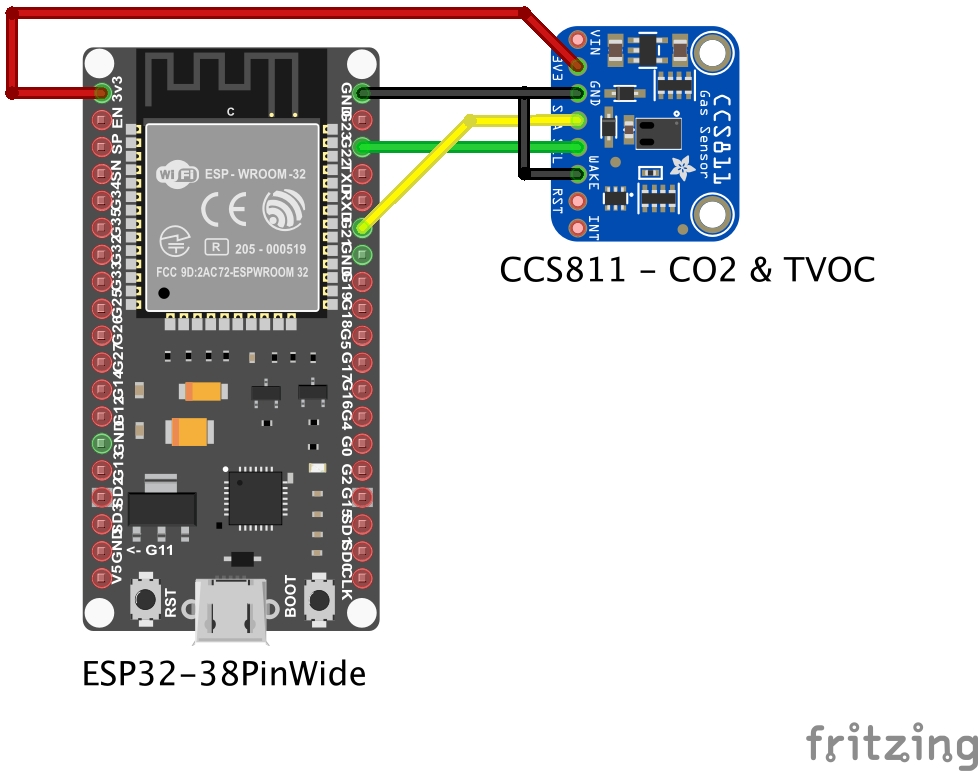 3v3
EN
SP
SN
G34
G35
G32
G33
G25
G26
G27
G14
G12
GND
G13
SD2
SD3
GND
V5
C
WiFi
ESP - WROOM -32
CE
R
205 - 000519
FCC 9D:2AC72-ESPWROOM 32
<- G11
RST
BOOT
GND
G23
G22
TXD
RXD
G21
GND
G19
G18
G5
G17
G16
G4
G0
G2
G15
SD1
SD0
CLK
VIN
3V3
GND
WAKE
RST
INT
CCS811
Gas Sensor
CCS811 - CO2 & TVOC
ESP32-38PinWide
fritzing